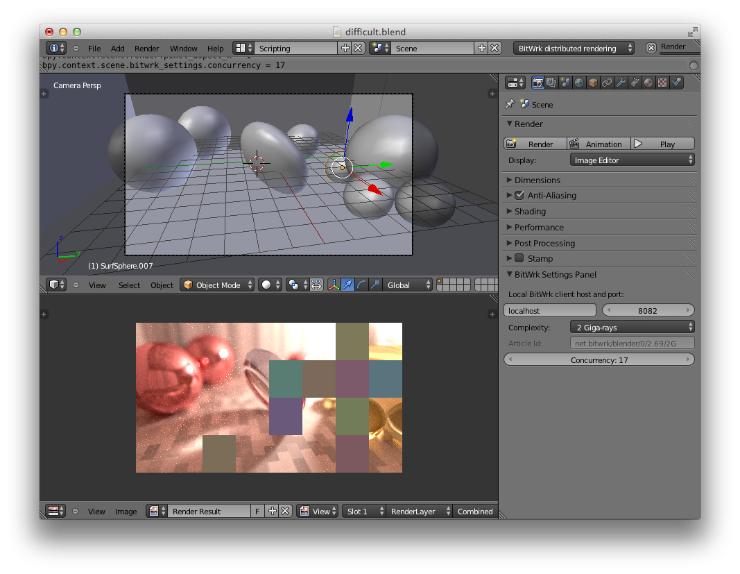 difficult.blend
File Add Render Window Help Scripting Scene BitWrk distributed rendering Render
bpy.context.scene.bitwrk_settings.concurrency = 17
Camera Persp
Scene
Render
Render Animation Play
Display: Image Editor
Dimensions
Anti-Aliasing
Shading
Performance
Post Processing
Stamp
BitWrk Settings Panel
Local BitWrk client host and port:
localhost 8082
Complexity: 2 Giga-rays
Article Id: net.bitwrk/blender/0/2.69/2G
Concurrency: 17
(1) SurfSphere.007
View Select Object Object Mode Global
View Image Render Result F View Slot 1 RenderLayer Combined